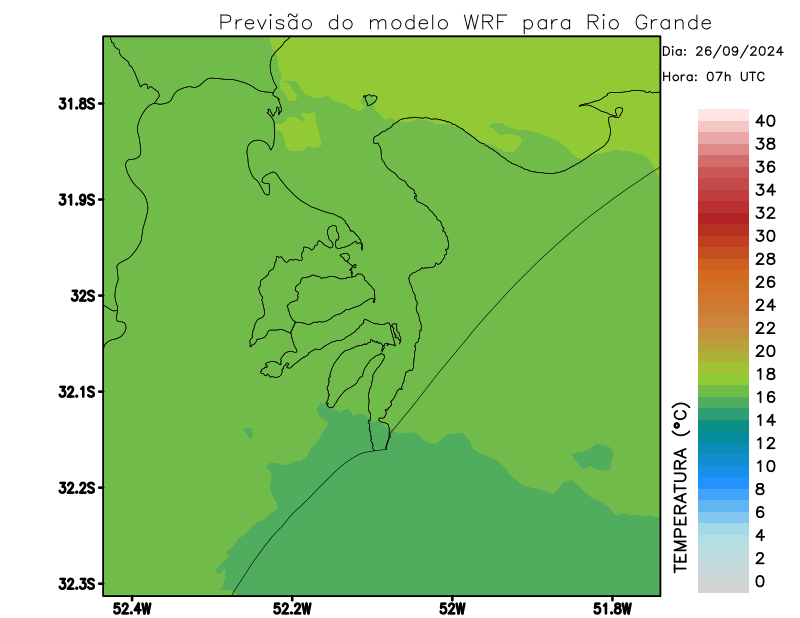 Previsão do modelo WRF para Rio Grande
Dia: 26/09/2024
Hora: 07h UTC
31.8S
31.9S
32S
32.1S
32.2S
32.3S
52.4W
52.2W
52W
51.8W
TEMPERATURA (°C)
40
38
36
34
32
30
28
26
24
22
20
18
16
14
12
10
8
6
4
2
0